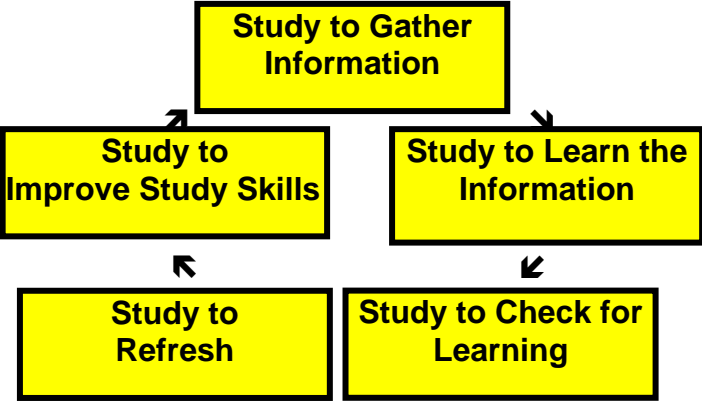 Study to Gather
Information
Study to Learn the
Information
Study to Check for
Learning
Study to
Refresh
Study to
Improve Study Skills